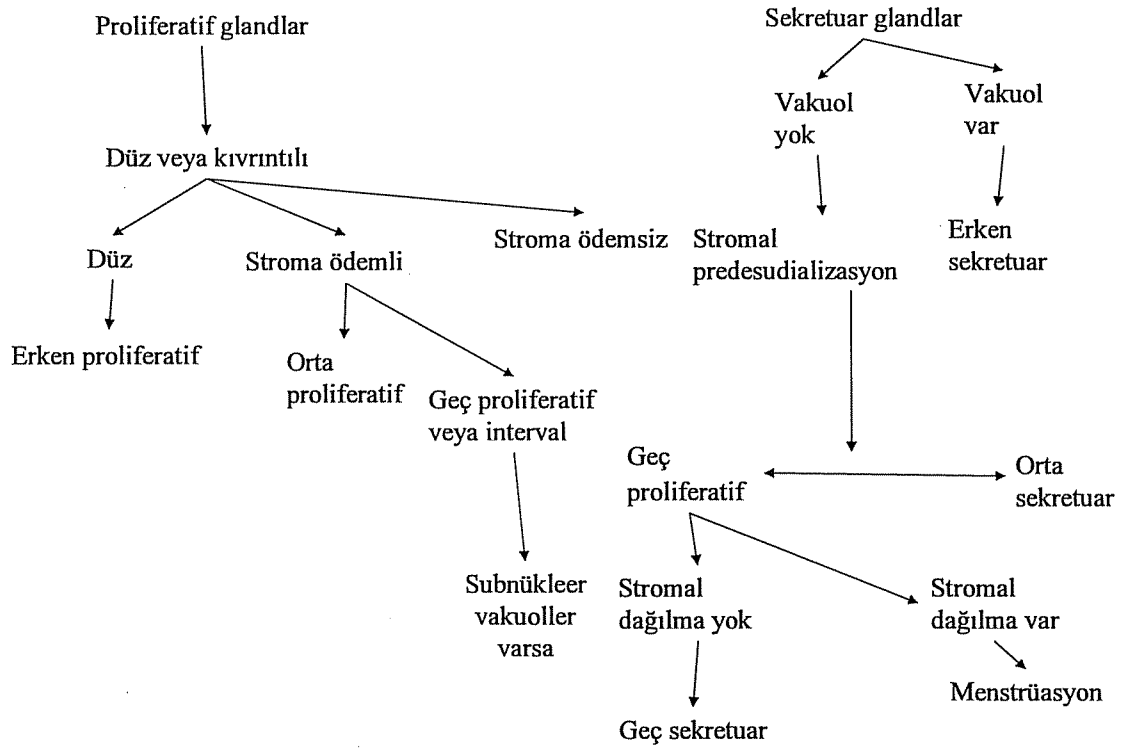 Proliferatif glandlar
Sekretuar glandlar
Vakuol
yok
Vakuol
var
Düz veya kıvrıntılı
Düz
Stroma ödemli
Stroma ödemsiz
Stromal
predesudializasyon
Erken
sekretuar
Erken proliferatif
Orta
proliferatif
Geç proliferatif
veya interval
Geç
proliferatif
Orta
sekretuar
Subnükleer
vakuoller
varsa
Stromal
dağılma yok
Stromal
dağılma var
Menstrüasyon
Geç sekretuar